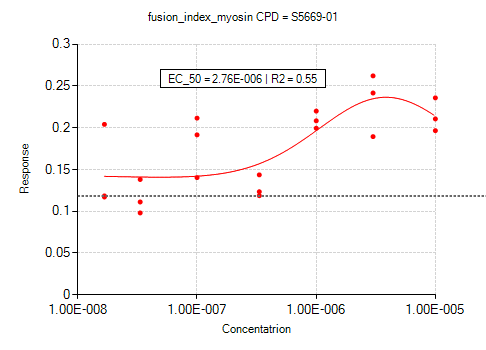 fusion_index_myosin CPD = S5669-01
0.3
EC_50 = 2.76E-006 | R2 = 0.55
0.25
0.2
Response
0.15
0.1
0.05
0
1.00E-008 1.00E-007 1.00E-006 1.00E-005
Concentatrion